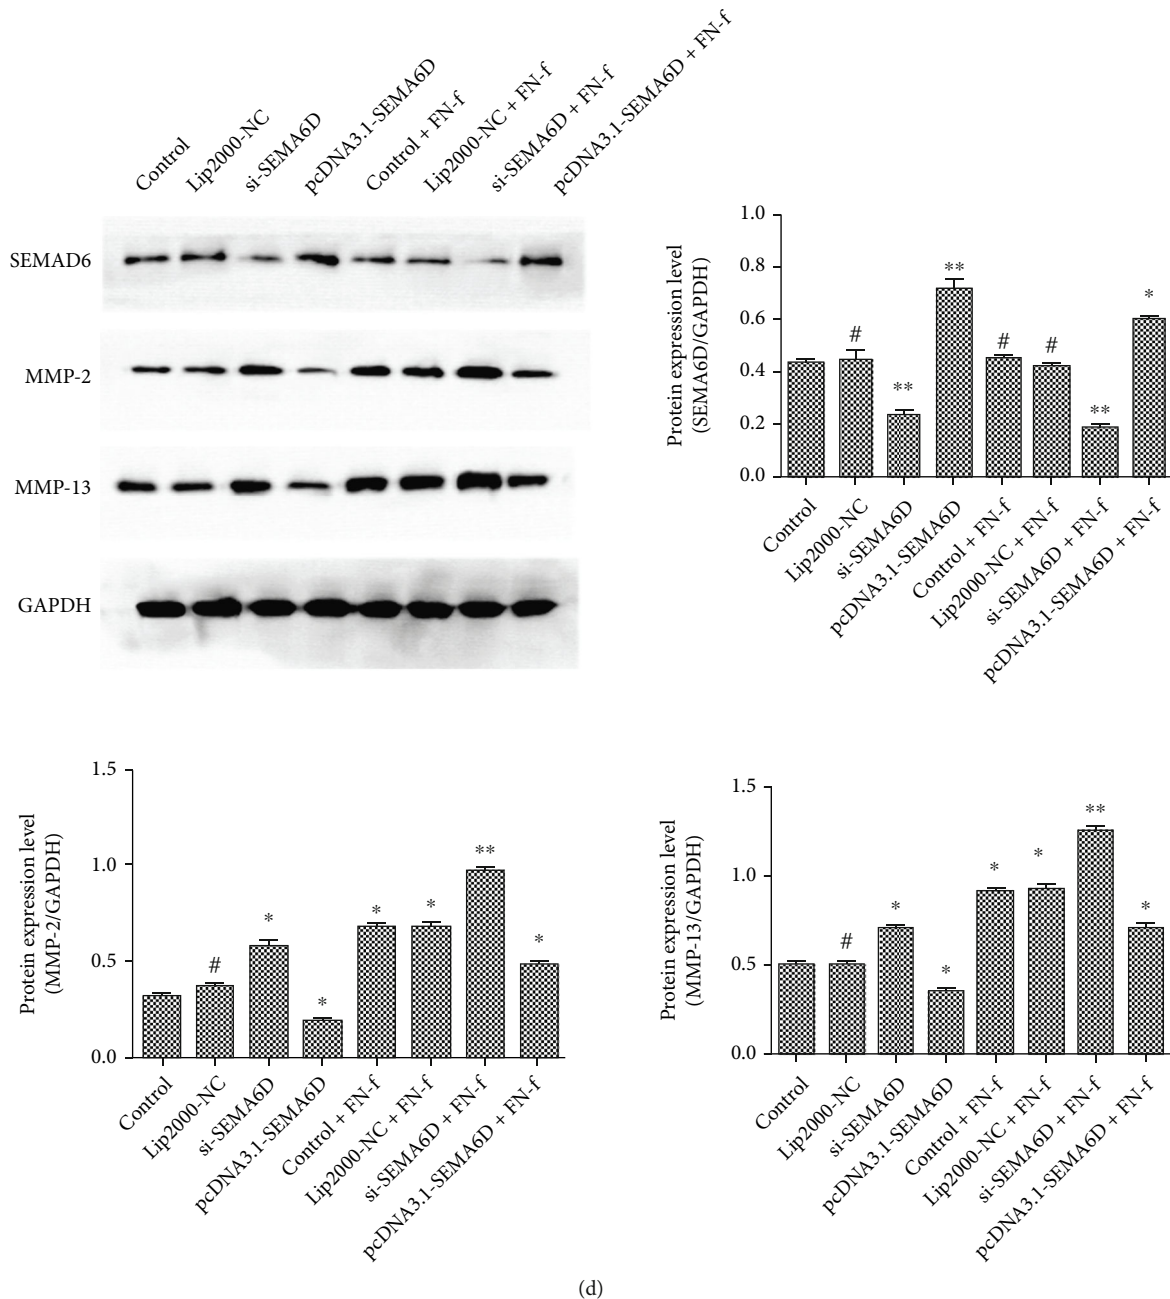 Control
Lip2000-NC
si-SEMA6D
pcDNA3.1-SEMA6D
Control + FN-f
Lip2000-NC + FN-f
si-SEMA6D + FN-f
pcDNA3.1-SEMA6D + FN-f
SEMAD6
MMP-2
MMP-13
GAPDH
Protein expression level
(SEMA6D/GAPDH)
1.0
0.8
0.6
0.4
0.2
0.0
#
**
**
#
#
**
*
Control
Lip2000-NC
si-SEMA6D
pcDNA3.1-SEMA6D
Control + FN-f
Lip2000-NC + FN-f
si-SEMA6D + FN-f
pcDNA3.1-SEMA6D + FN-f
Protein expression level
(MMP-2/GAPDH)
1.5
1.0
0.5
0.0
#
*
*
*
*
**
*
Control
Lip2000-NC
si-SEMA6D
pcDNA3.1-SEMA6D
Control + FN-f
Lip2000-NC + FN-f
si-SEMA6D + FN-f
pcDNA3.1-SEMA6D + FN-f
Protein expression level
(MMP-13/GAPDH)
1.5
1.0
0.5
0.0
#
*
*
*
*
**
*
Control
Lip2000-NC
si-SEMA6D
pcDNA3.1-SEMA6D
Control + FN-f
Lip2000-NC + FN-f
si-SEMA6D + FN-f
pcDNA3.1-SEMA6D + FN-f
(d)